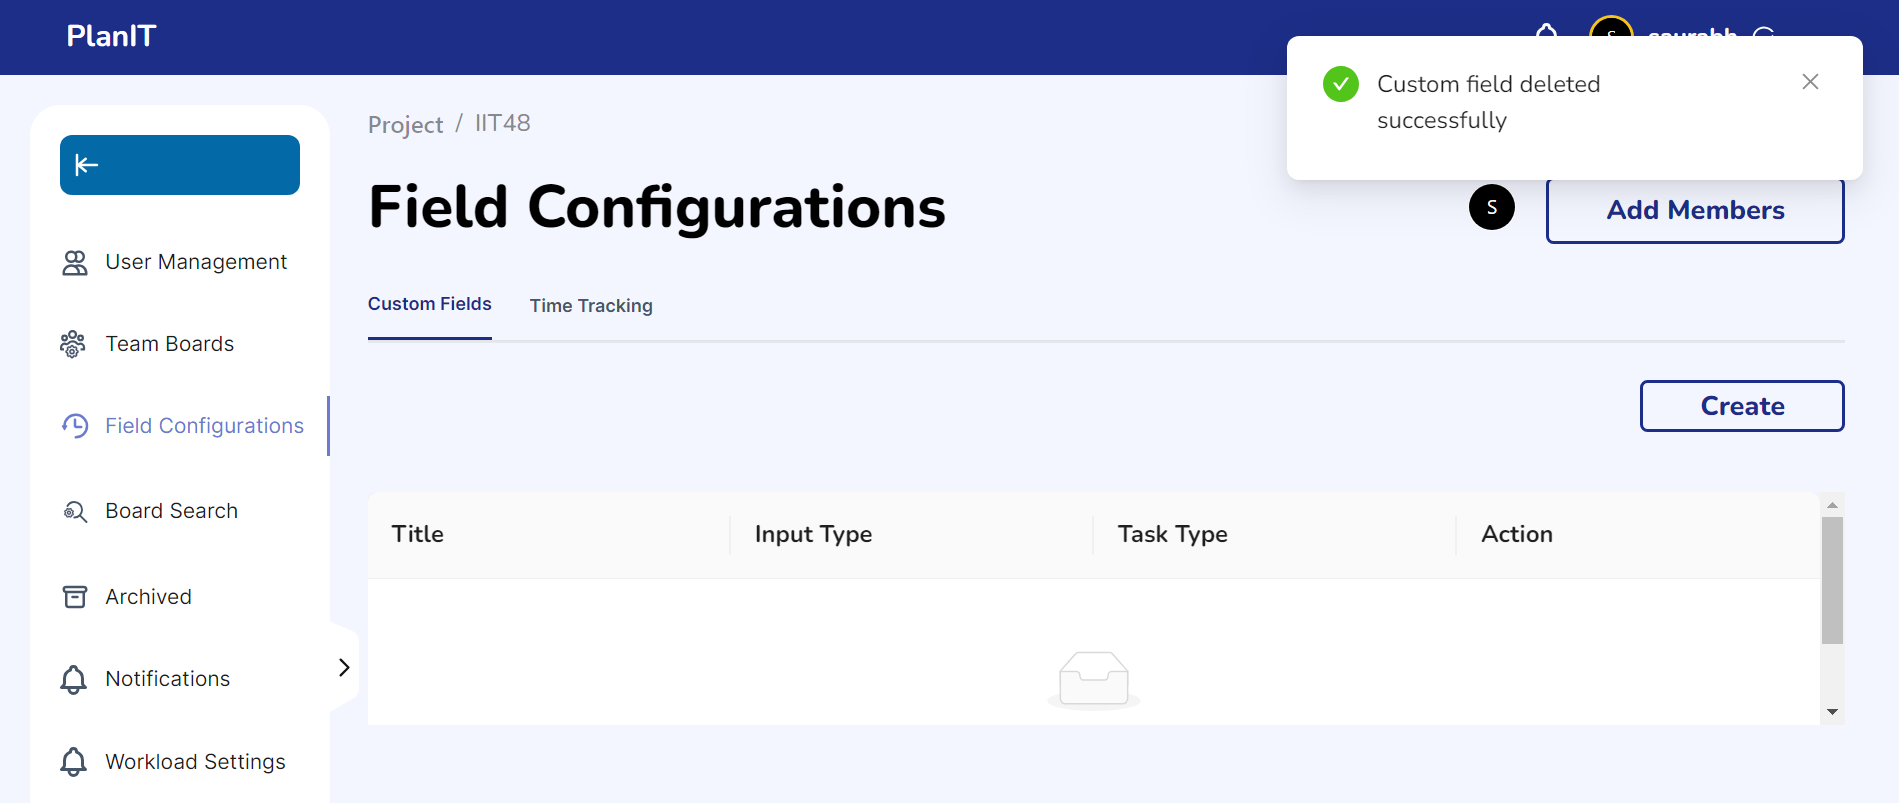 PlanIT
S
Custom field deleted
successfully
Project / IIT48
Field Configurations
S
Add Members
User Management
Team Boards
Field Configurations
Board Search
Archived
Notifications
Workload Settings
Custom Fields
Time Tracking
Create
Title
Input Type
Task Type
Action